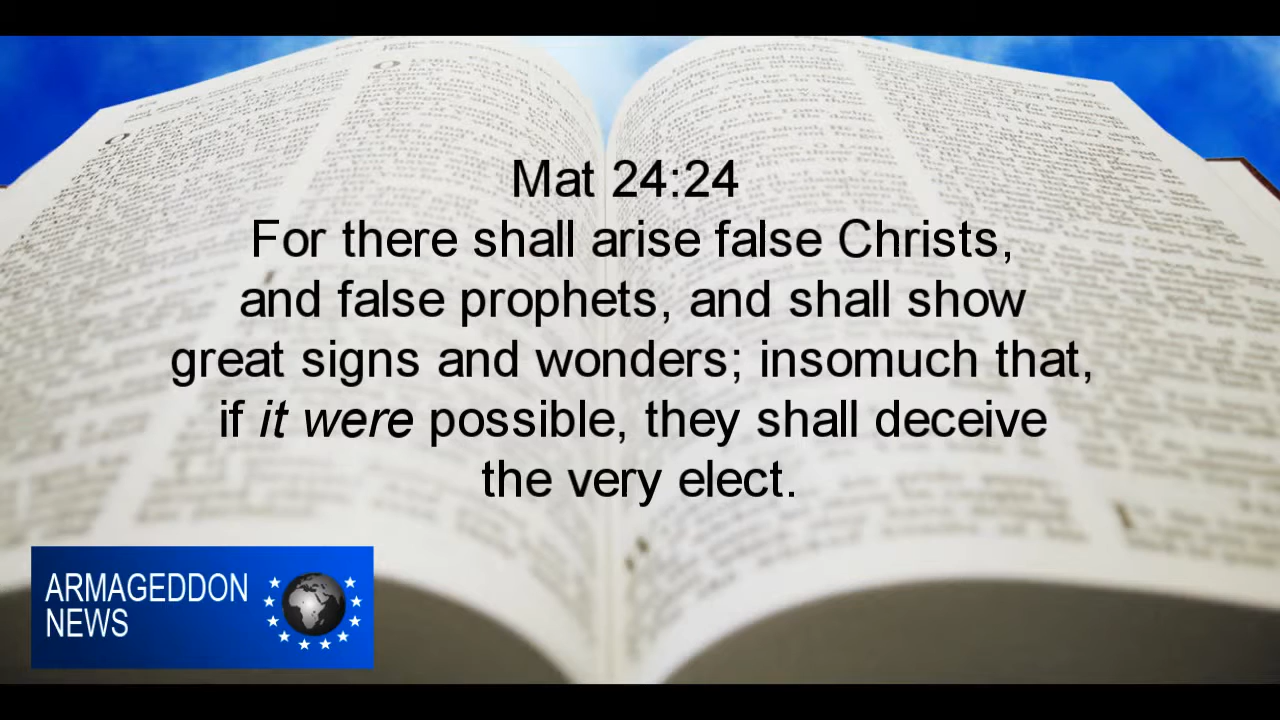 Mat 24:24
For there shall arise false Christs,
and false prophets, and shall show
great signs and wonders; insomuch that,
if it were possible, they shall deceive
the very elect.
ARMAGEDDON
NEWS